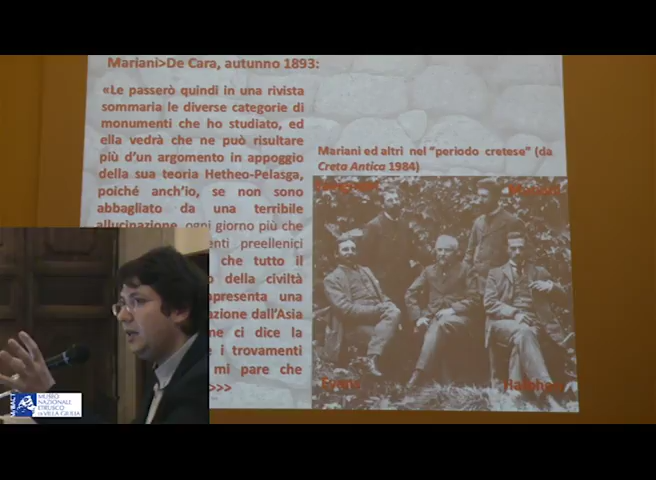 Mariani>De Cara, autunno 1893:
«Le passerò quindi in una rivista
sommaria le diverse categorie di
monumenti che ho studiato, ed
ella vedrà che ne può risultare
più d'un argomento in appoggio
della sua teoria Hetheo-Pelasga,
poiché anch'io, se non sono
abbagliato da una terribile
allucinazione, ogni giorno più che
preellenici
che tutto il
della civiltà
una
dall'Asia
ci dice la
i trovamenti
mi pare che
>>>
Mariani ed altri nel "periodo cretese" (da
Creta Antica 1984)
Evans
MUSEO
NAZIONALE
ETRUSCO
DI VILLA GIULIA